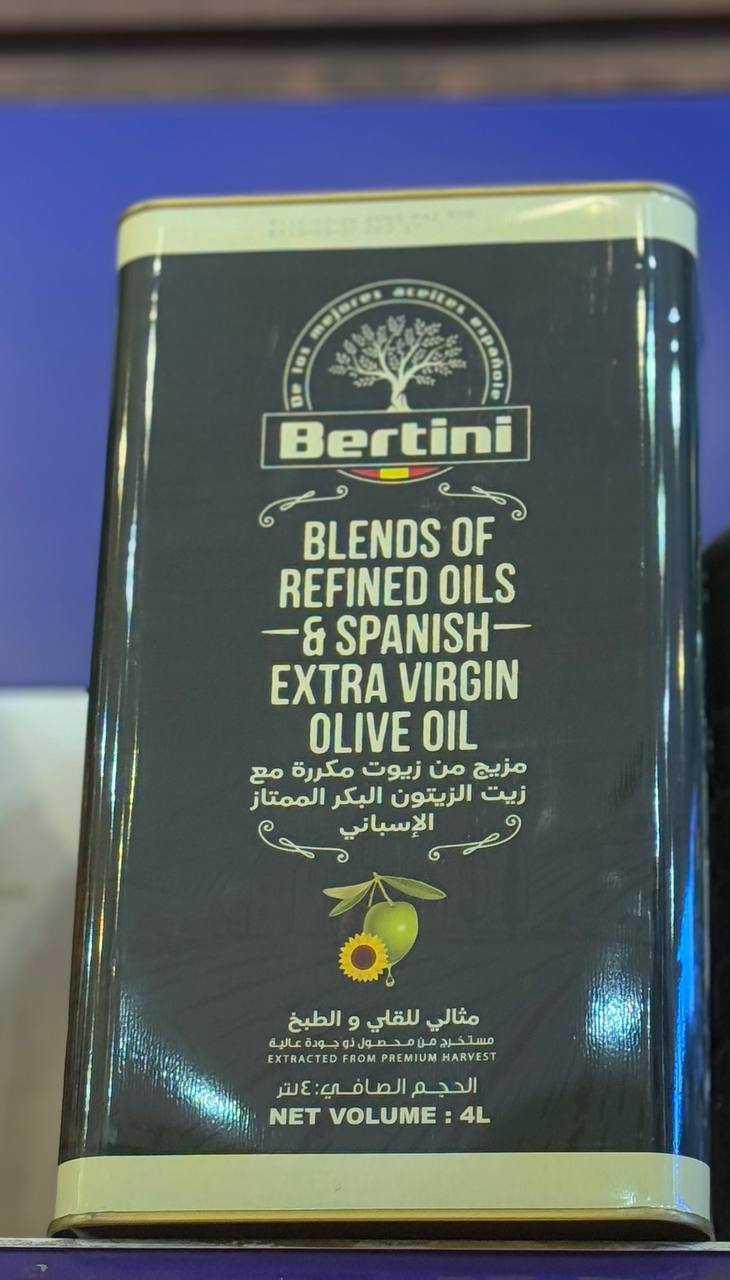 De los mejores aceites españole
Bertini
BLENDS OF
REFINED OILS
& SPANISH
EXTRA VIRGIN
OLIVE OIL
مزيج من زيوت مكررة مع
زيت الزيتون البكر الممتاز
الإسباني
مثالي للقلي و الطبخ
مستخرج من محصول ذو جودة عالية
EXTRACTED FROM PREMIUM HARVEST
الحجم الصافي: ٤ لتر
NET VOLUME : 4L